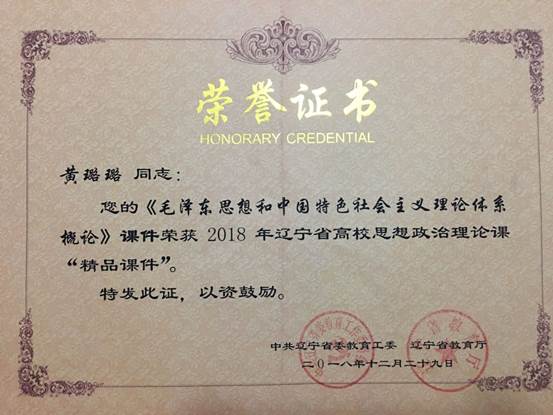 荣誉证书
HONORARY CREDENTIAL
黄璐璐 同志：
您的《毛泽东思想和中国特色社会主义理论体系
概论》课件荣获 2018 年辽宁省高校思想政治理论课
“精品课件”。
特发此证，以资鼓励。
中共辽宁省委教育工委 辽宁省教育厅
二〇一八年十二月二十九日